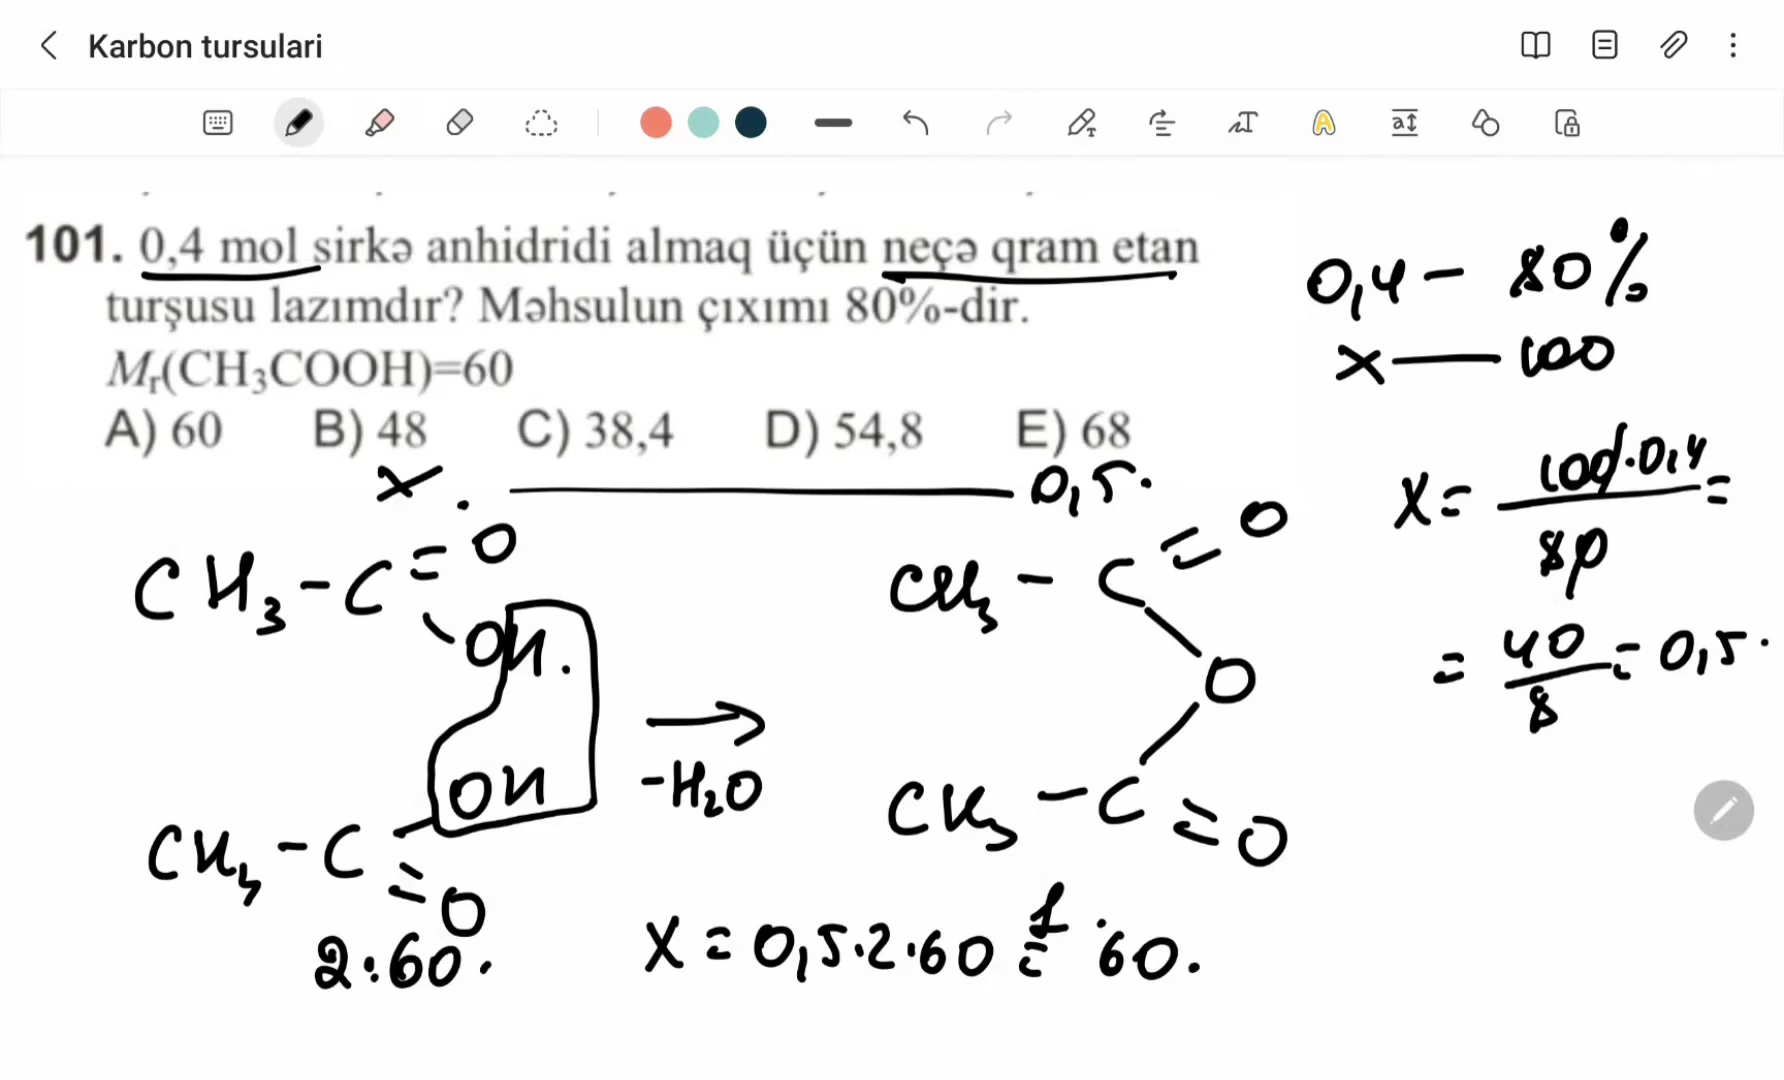 Karbon tursulari
101. 0,4 mol sirkə anhidridi almaq üçün neçə qram etan
turşusu lazımdır? Məhsulun çıxımı 80%-dir.
Mr(CH₃COOH)=60
A) 60 B) 48 C) 38,4 D) 54,8 E) 68
0,4 - 80%
x — 100
x = 100·0,4 / 80 =
= 40/8 = 0,5·
x. — 0,5.
CH₃-C=O
OH.
OH
CH₃-C
=O
2·60.
→
-H₂O
CH₃-C=O
O
CH₃-C=O
X = 0,5·2·60 = 1·60.